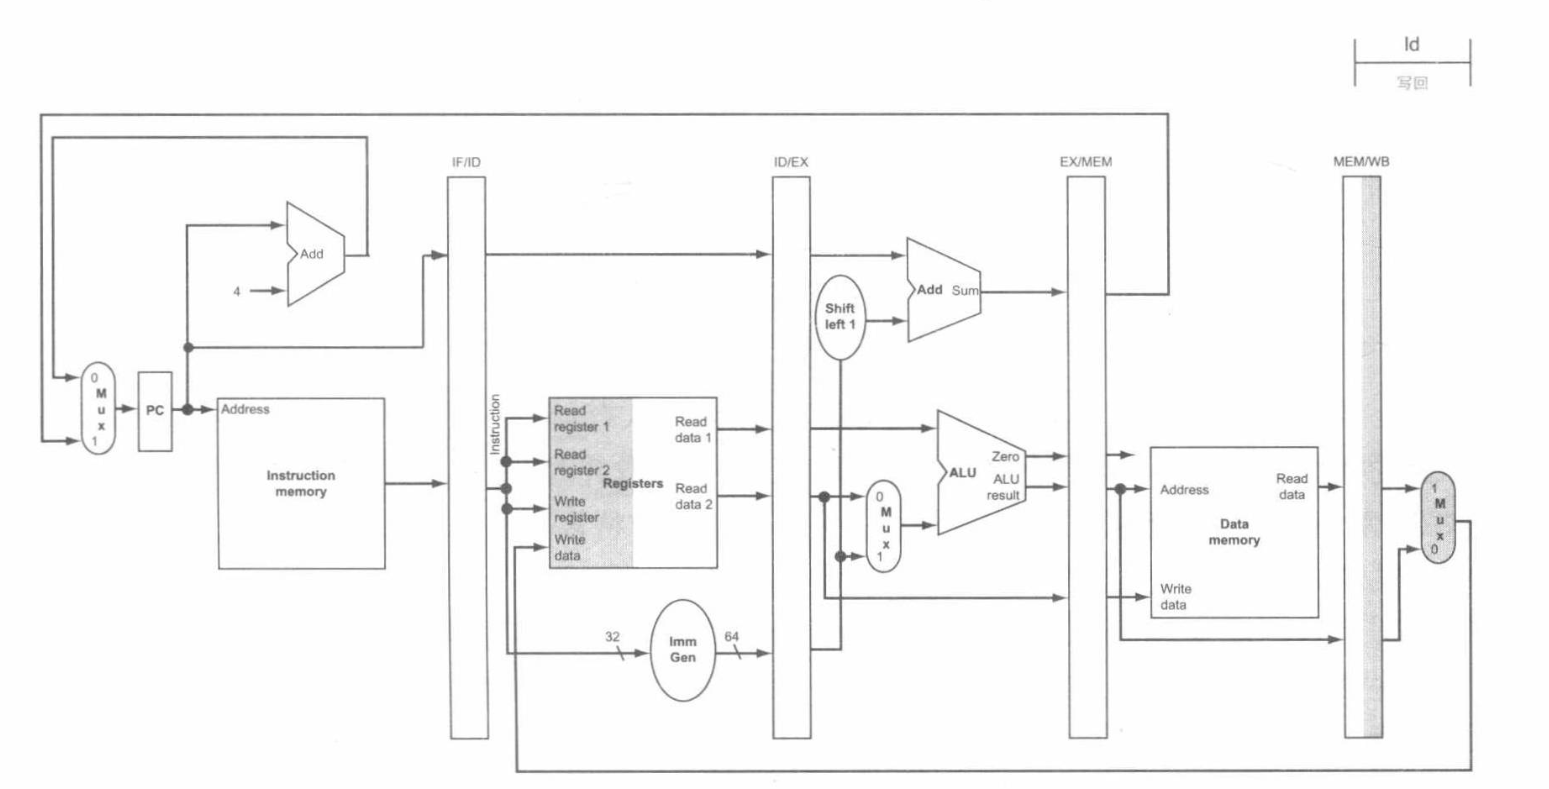 ld
写回
IF/ID
ID/EX
EX/MEM
MEM/WB
Add
4
Add Sum
Shift
left 1
0
M
u
x
1
PC
Address
Instruction
memory
Instruction
Read
register 1
Read
register 2
Write
register
Write
data
Registers
Read
data 1
Read
data 2
32
Imm
Gen
64
0
M
u
x
1
Zero
ALU
ALU
result
Address
Read
data
Data
memory
Write
data
1
M
u
x
0